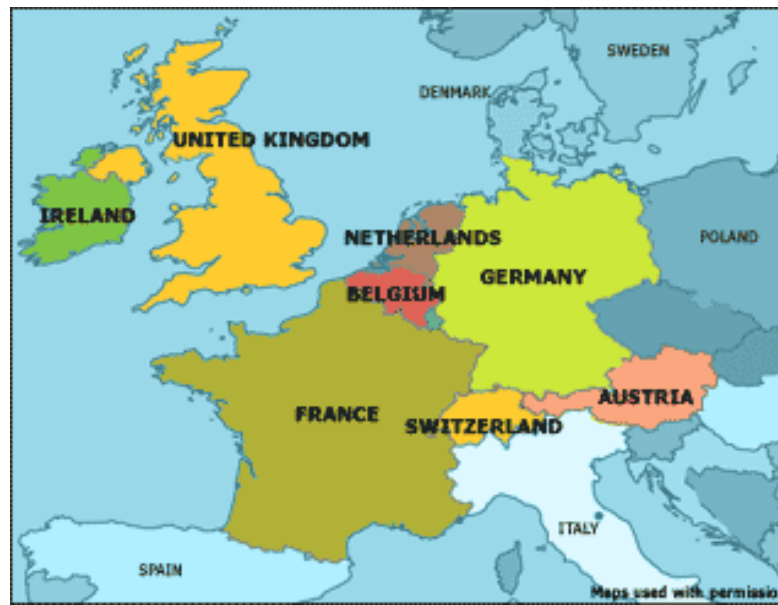 SWEDEN
DENMARK
UNITED KINGDOM
IRELAND
NETHERLANDS
POLAND
GERMANY
BELGIUM
AUSTRIA
FRANCE
SWITZERLAND
ITALY
SPAIN
Maps used with permissio